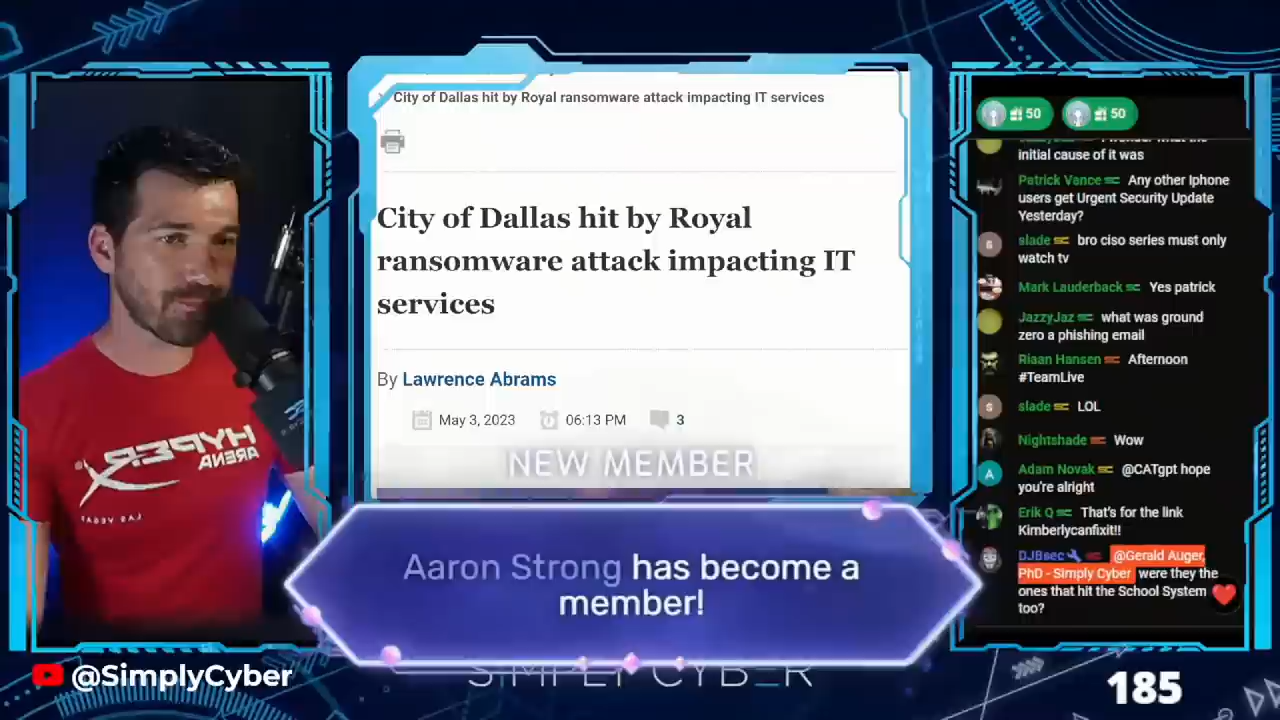 City of Dallas hit by Royal ransomware attack impacting IT services
City of Dallas hit by Royal
ransomware attack impacting IT
services
By Lawrence Abrams
May 3, 2023 06:13 PM 3
NEW MEMBER
Aaron Strong has become a
member!
HYPER
ARENA
LAS VEGAS
@SimplyCyber
SIMPLY CYBER
185
50 50
initial cause of it was
Patrick Vance Any other Iphone
users get Urgent Security Update
Yesterday?
slade bro ciso series must only
watch tv
Mark Lauderback Yes patrick
JazzyJaz what was ground
zero a phishing email
Riaan Hansen Afternoon
#TeamLive
slade LOL
Nightshade Wow
Adam Novak @CATgpt hope
you're alright
Erik Q That's for the link
Kimberlycanfixit!!
DJBsec @Gerald Auger,
PhD - Simply Cyber were they the
ones that hit the School System
too?